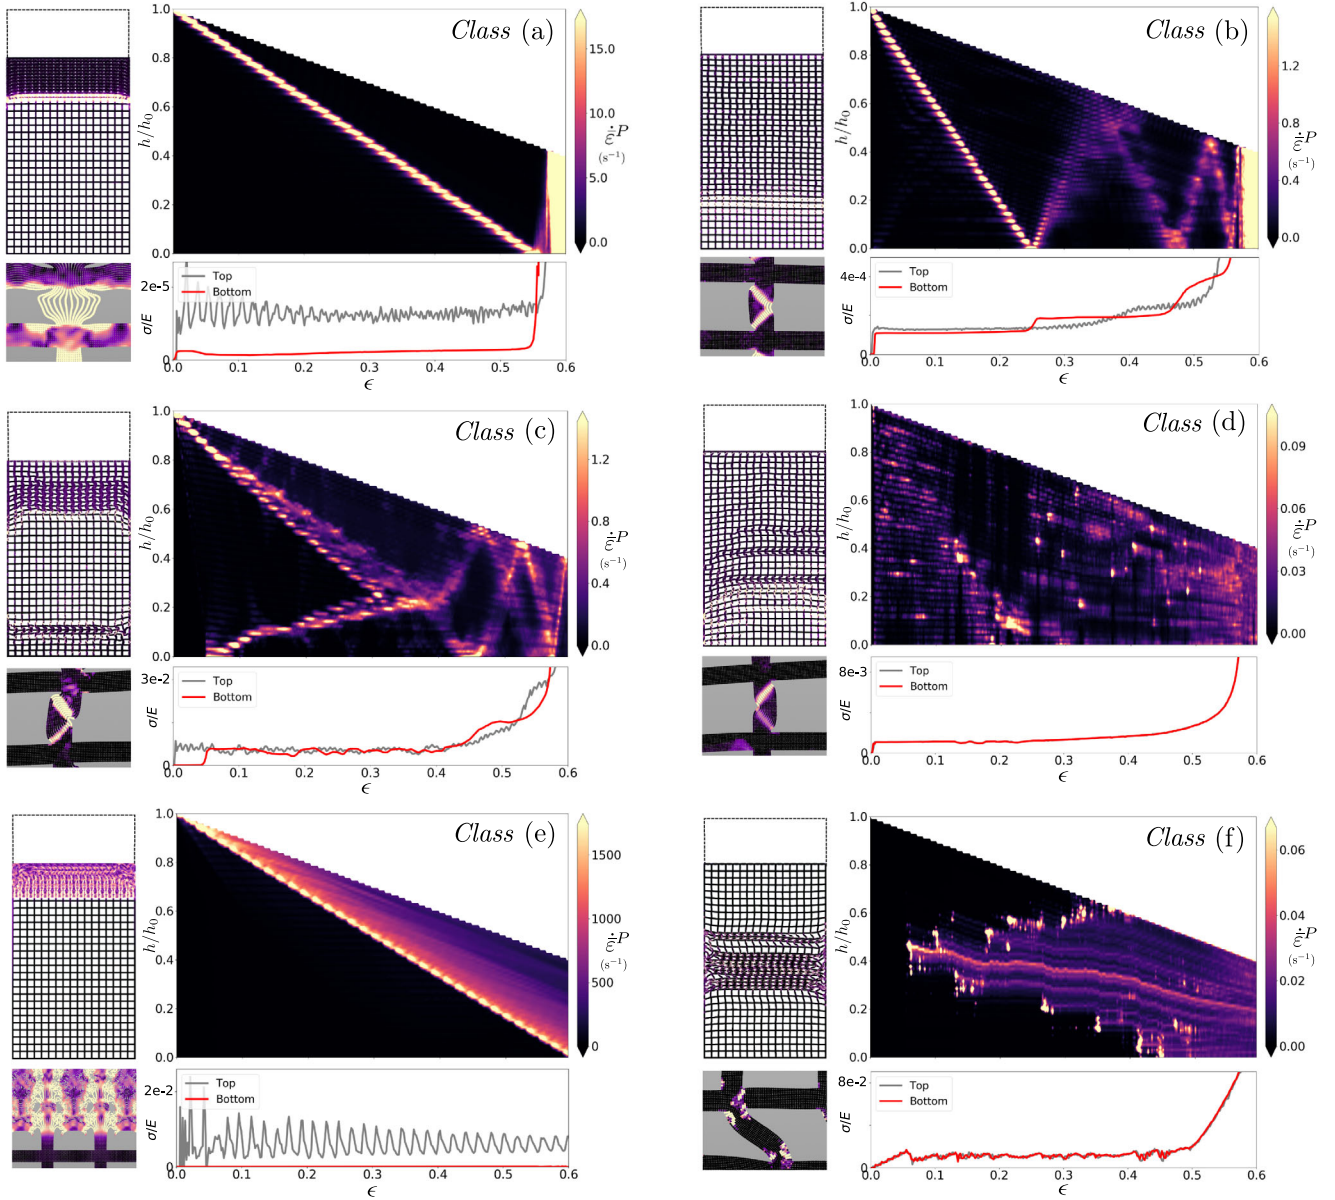 Class (a)
1.0
0.8
0.6
0.4
0.2
0.0
h/h₀
15.0
10.0
5.0
0.0
ε̇ᴾ
(s⁻¹)
Top
Bottom
2e-5
0
σ/E
0.0 0.1 0.2 0.3 0.4 0.5 0.6
ϵ
Class (b)
1.0
0.8
0.6
0.4
0.2
0.0
h/h₀
1.2
0.8
0.4
0.0
ε̇ᴾ
(s⁻¹)
Top
Bottom
4e-4
0
σ/E
0.0 0.1 0.2 0.3 0.4 0.5 0.6
ϵ
Class (c)
1.0
0.8
0.6
0.4
0.2
0.0
h/h₀
1.2
0.8
0.4
0.0
ε̇ᴾ
(s⁻¹)
Top
Bottom
3e-2
0
σ/E
0.0 0.1 0.2 0.3 0.4 0.5 0.6
ϵ
Class (d)
1.0
0.8
0.6
0.4
0.2
0.0
h/h₀
0.09
0.06
0.03
0.00
ε̇ᴾ
(s⁻¹)
Top
Bottom
8e-3
0
σ/E
0.0 0.1 0.2 0.3 0.4 0.5 0.6
ϵ
Class (e)
1.0
0.8
0.6
0.4
0.2
0.0
h/h₀
1500
1000
500
0
ε̇ᴾ
(s⁻¹)
Top
Bottom
2e-2
0
σ/E
0.0 0.1 0.2 0.3 0.4 0.5 0.6
ϵ
Class (f)
1.0
0.8
0.6
0.4
0.2
0.0
h/h₀
0.06
0.04
0.02
0.00
ε̇ᴾ
(s⁻¹)
Top
Bottom
8e-2
0
σ/E
0.0 0.1 0.2 0.3 0.4 0.5 0.6
ϵ